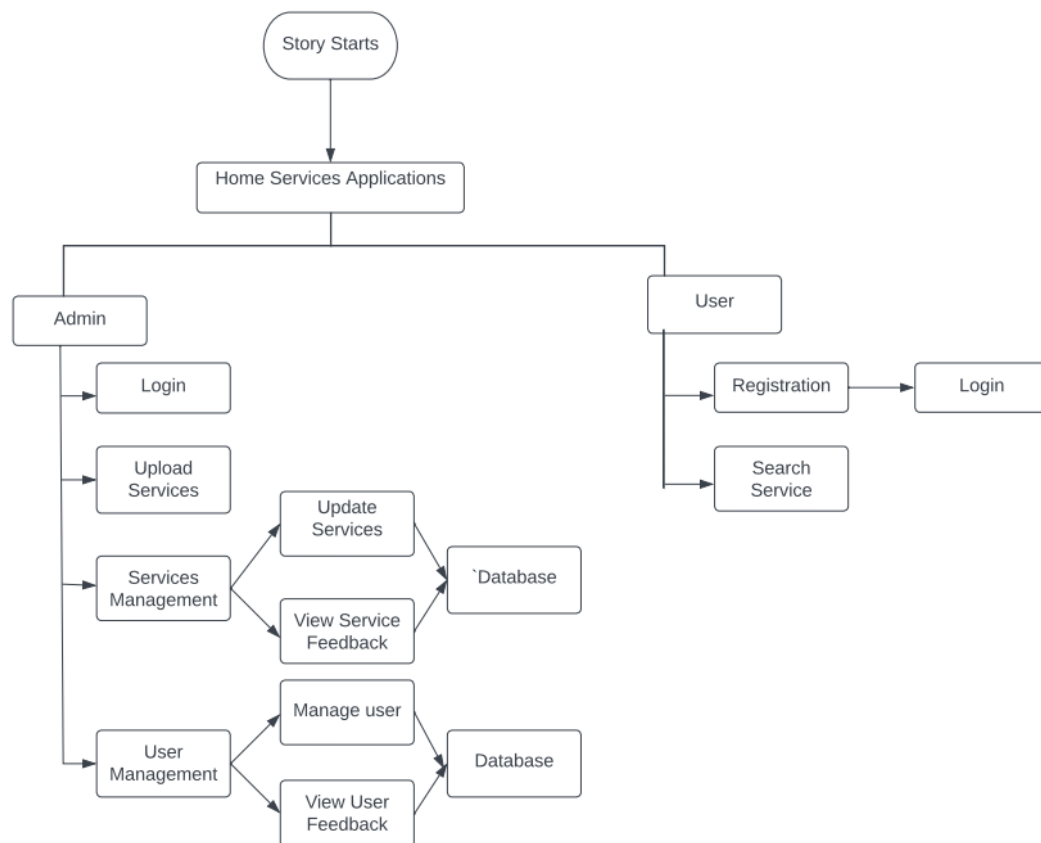 Story Starts
Home Services Applications
Admin
User
Login
Registration
Login
Upload
Services
Search
Service
Update
Services
Services
Management
`Database
View Service
Feedback
Manage user
User
Management
Database
View User
Feedback